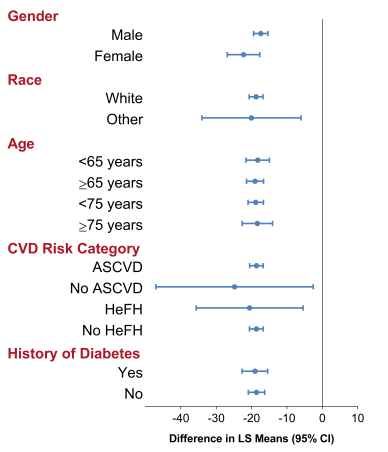 Gender
Male
Female
Race
White
Other
Age
<65 years
≥65 years
<75 years
≥75 years
CVD Risk Category
ASCVD
No ASCVD
HeFH
No HeFH
History of Diabetes
Yes
No
-40 -30 -20 -10 0 10
Difference in LS Means (95% CI)